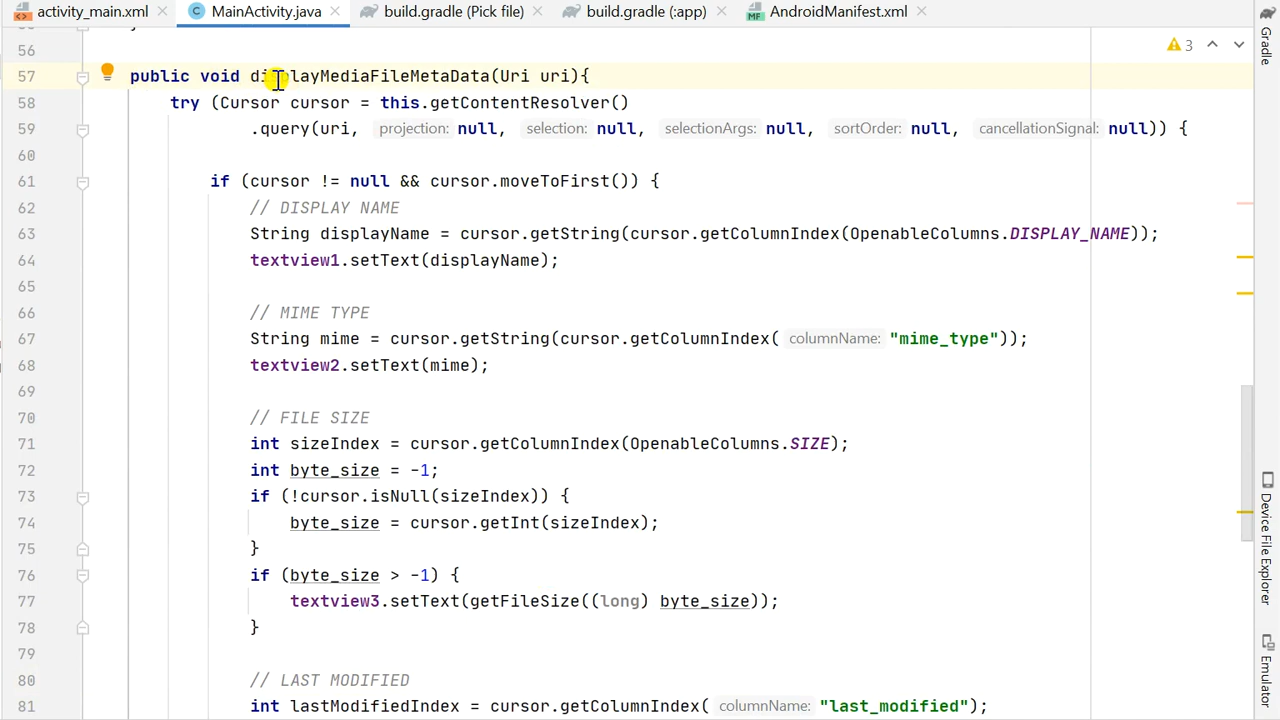 activity_main.xml MainActivity.java build.gradle (Pick file) build.gradle (:app) MF AndroidManifest.xml
Gradle
3
56
57 public void displayMediaFileMetaData(Uri uri){
58 try (Cursor cursor = this.getContentResolver()
59 .query(uri, projection: null, selection: null, selectionArgs: null, sortOrder: null, cancellationSignal: null)) {
60
61 if (cursor != null && cursor.moveToFirst()) {
62 // DISPLAY NAME
63 String displayName = cursor.getString(cursor.getColumnIndex(OpenableColumns.DISPLAY_NAME));
64 textview1.setText(displayName);
65
66 // MIME TYPE
67 String mime = cursor.getString(cursor.getColumnIndex( columnName: "mime_type"));
68 textview2.setText(mime);
69
70 // FILE SIZE
71 int sizeIndex = cursor.getColumnIndex(OpenableColumns.SIZE);
72 int byte_size = -1;
73 if (!cursor.isNull(sizeIndex)) {
74 byte_size = cursor.getInt(sizeIndex);
75 }
76 if (byte_size > -1) {
77 textview3.setText(getFileSize((long) byte_size));
78 }
79
80 // LAST MODIFIED
81 int lastModifiedIndex = cursor.getColumnIndex( columnName: "last_modified");
Device File Explorer
Emulator